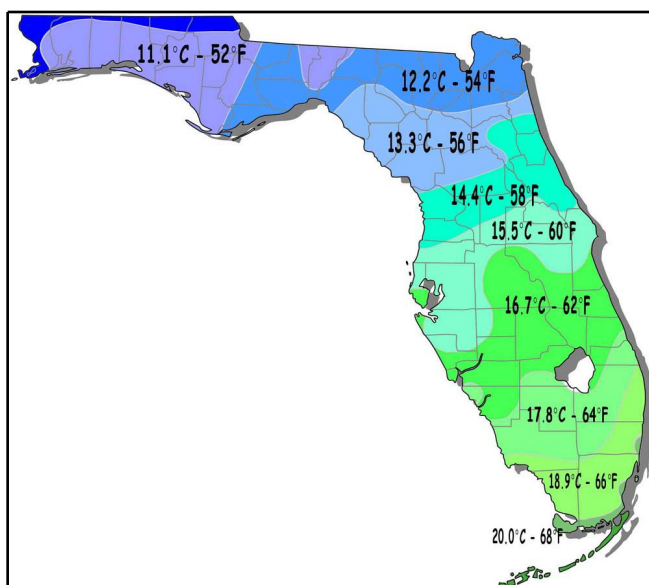 11.1°C – 52°F
12.2°C – 54°F
13.3°C – 56°F
14.4°C – 58°F
15.5°C – 60°F
16.7°C – 62°F
17.8°C – 64°F
18.9°C – 66°F
20.0°C – 68°F